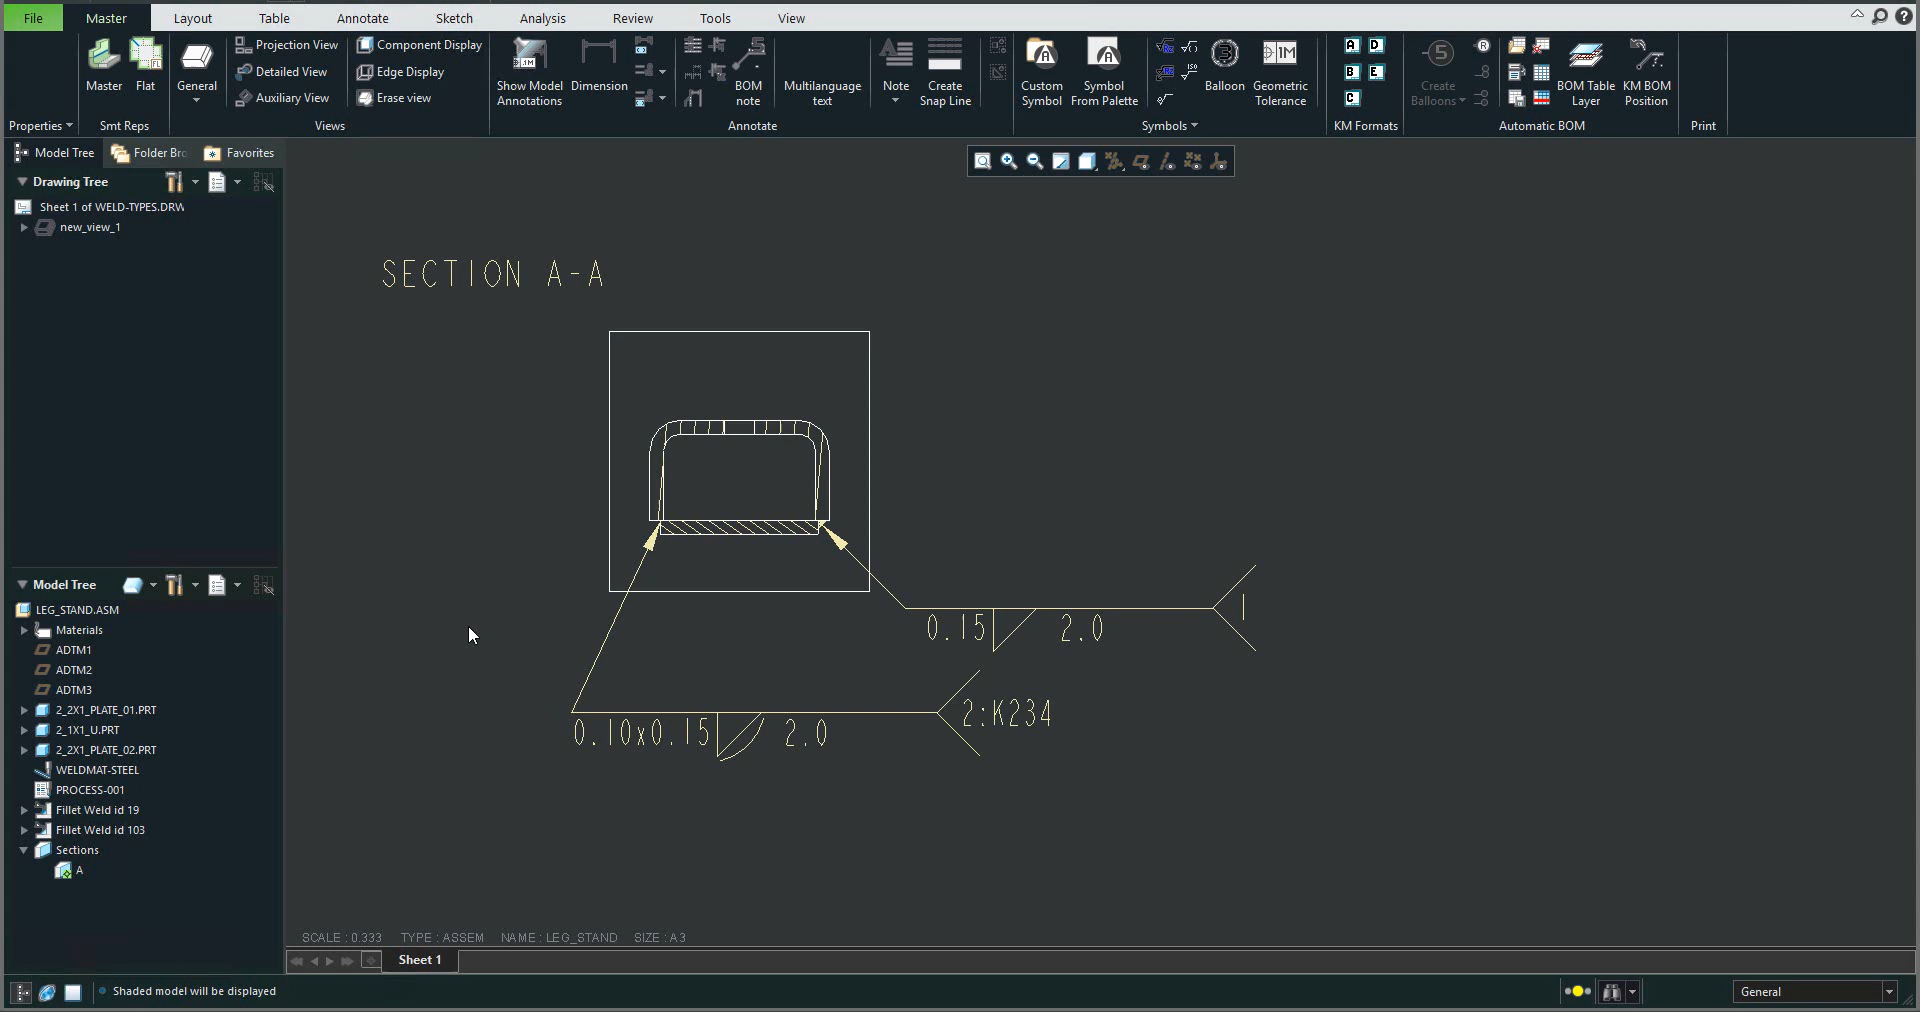 File Master Layout Table Annotate Sketch Analysis Review Tools View
Master
Flat
General
Projection View
Detailed View
Auxiliary View
Component Display
Edge Display
Erase view
Show Model Annotations
Dimension
BOM note
Multilanguage text
Note
Create Snap Line
Custom Symbol
Symbol From Palette
Balloon
Geometric Tolerance
Create Balloons
BOM Table Layer
KM BOM Position
Properties Smt Reps Views Annotate Symbols KM Formats Automatic BOM Print
Model Tree Folder Bro Favorites
Drawing Tree
Sheet 1 of WELD-TYPES.DRW
new_view_1
Model Tree
LEG_STAND.ASM
Materials
ADTM1
ADTM2
ADTM3
2_2X1_PLATE_01.PRT
2_1X1_U.PRT
2_2X1_PLATE_02.PRT
WELDMAT-STEEL
PROCESS-001
Fillet Weld id 19
Fillet Weld id 103
Sections
A
SECTION A-A
0.15 2.0 1
0.10x0.15 2.0 2:K234
SCALE : 0.333 TYPE : ASSEM NAME : LEG_STAND SIZE : A3
Sheet 1
Shaded model will be displayed
General